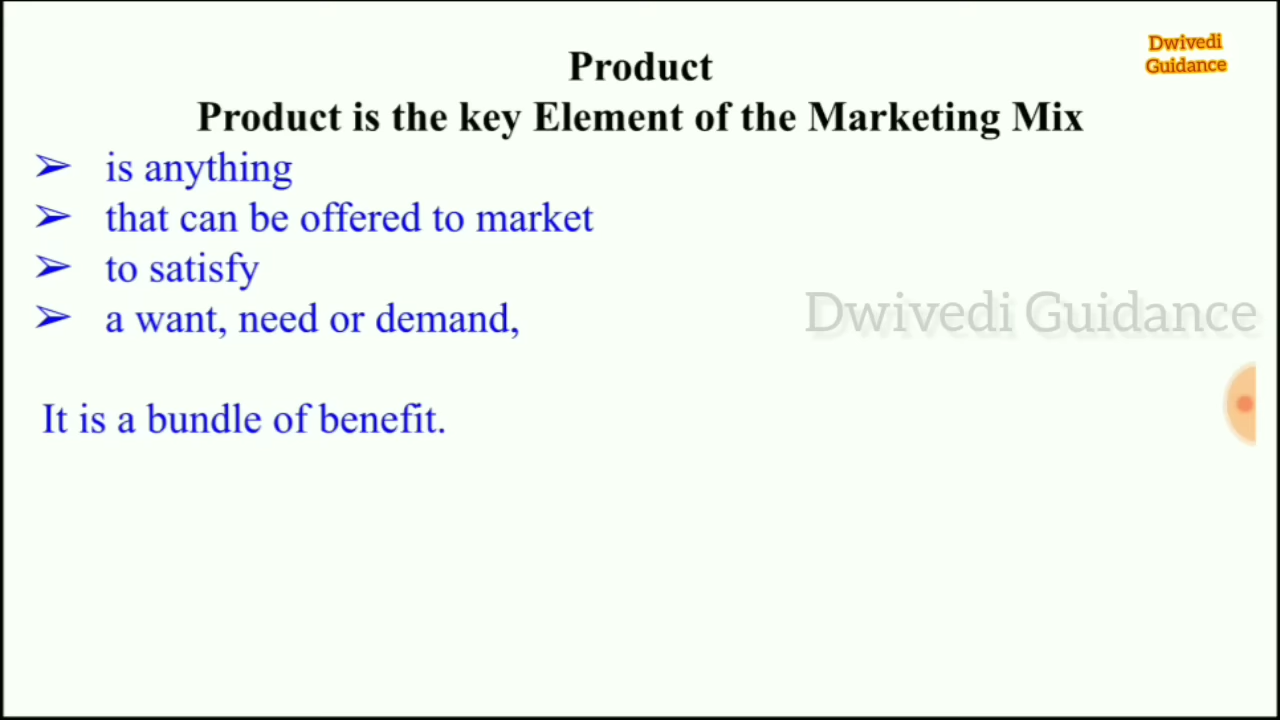 Dwivedi
Guidance
Product
Product is the key Element of the Marketing Mix
➢ is anything
➢ that can be offered to market
➢ to satisfy
➢ a want, need or demand,
Dwivedi Guidance
It is a bundle of benefit.